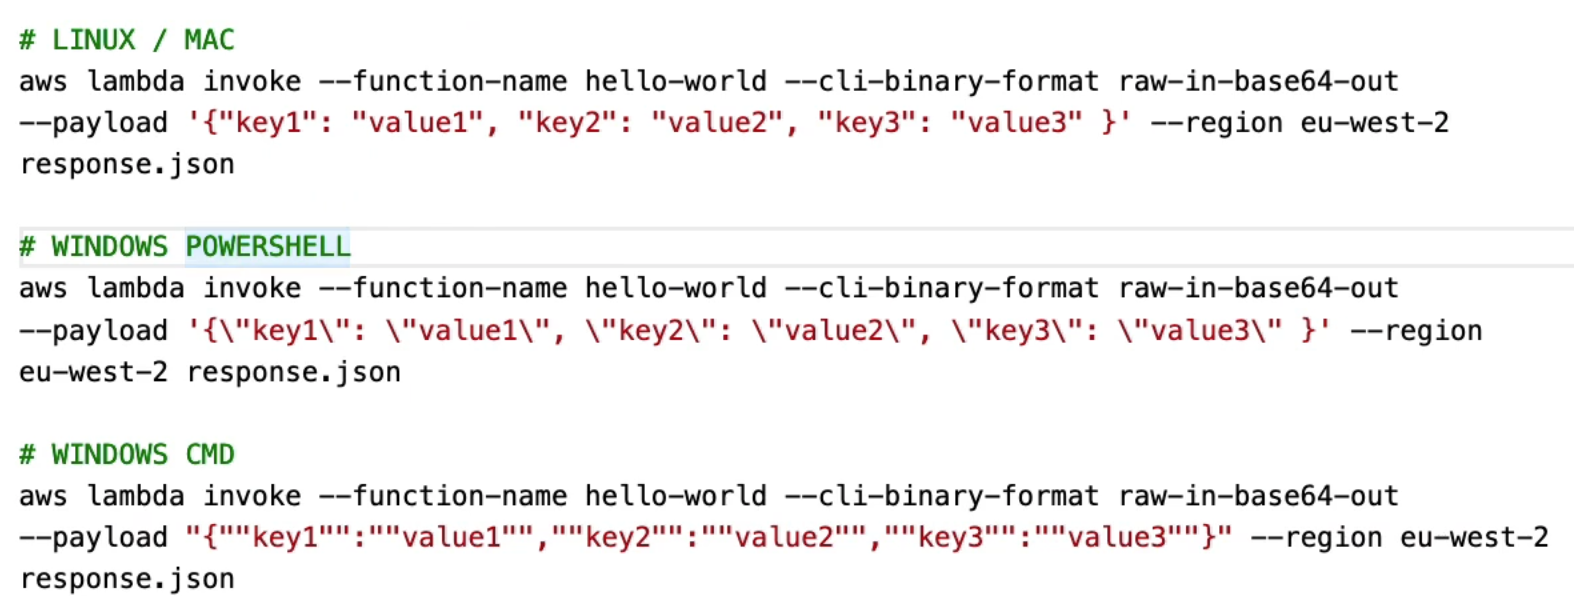 # LINUX / MAC
aws lambda invoke --function-name hello-world --cli-binary-format raw-in-base64-out
--payload '{"key1": "value1", "key2": "value2", "key3": "value3" }' --region eu-west-2
response.json
# WINDOWS POWERSHELL
aws lambda invoke --function-name hello-world --cli-binary-format raw-in-base64-out
--payload '{\"key1\": \"value1\", \"key2\": \"value2\", \"key3\": \"value3\" }' --region
eu-west-2 response.json
# WINDOWS CMD
aws lambda invoke --function-name hello-world --cli-binary-format raw-in-base64-out
--payload "{""key1"":""value1"",""key2"":""value2"",""key3"":""value3""}" --region eu-west-2
response.json